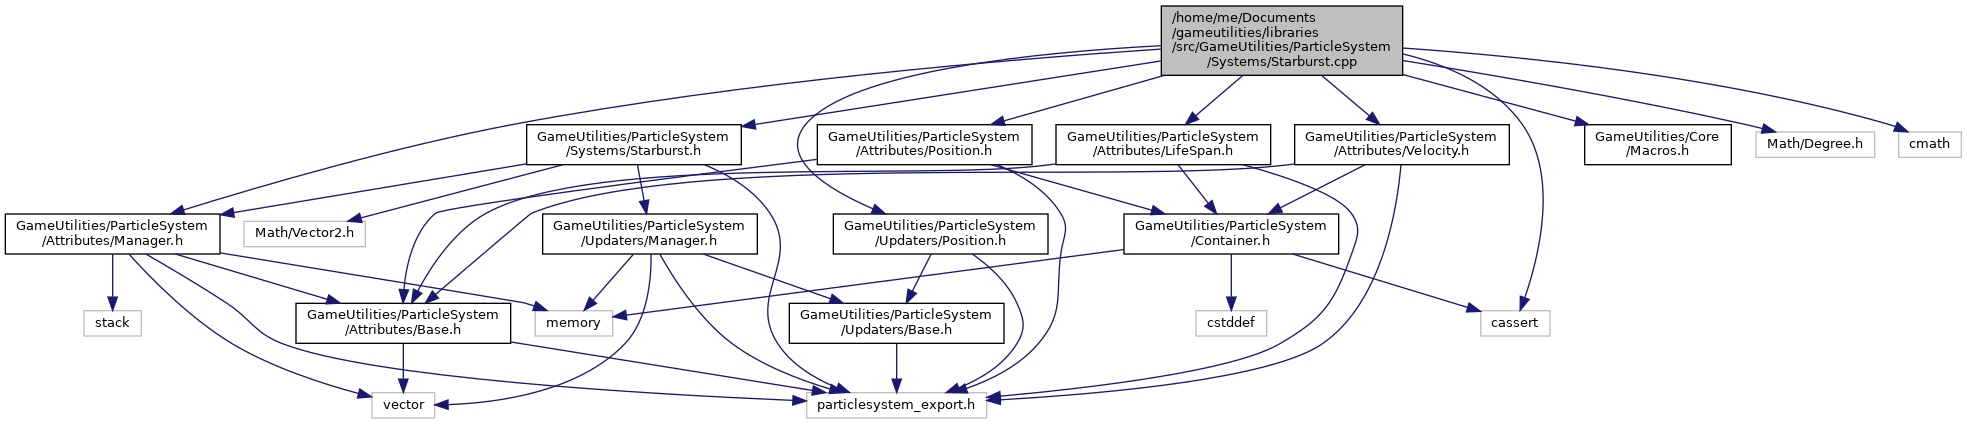 /home/me/Documents
/gameutilities/libraries
/src/GameUtilities/ParticleSystem
/Systems/Starburst.cpp
GameUtilities/ParticleSystem
/Systems/Starburst.h
GameUtilities/ParticleSystem
/Attributes/Position.h
GameUtilities/ParticleSystem
/Attributes/LifeSpan.h
GameUtilities/ParticleSystem
/Attributes/Velocity.h
GameUtilities/Core
/Macros.h
Math/Degree.h
cmath
GameUtilities/ParticleSystem
/Attributes/Manager.h
Math/Vector2.h
GameUtilities/ParticleSystem
/Updaters/Manager.h
GameUtilities/ParticleSystem
/Updaters/Position.h
GameUtilities/ParticleSystem
/Container.h
stack
GameUtilities/ParticleSystem
/Attributes/Base.h
memory
GameUtilities/ParticleSystem
/Updaters/Base.h
cstddef
cassert
vector
particlesystem_export.h